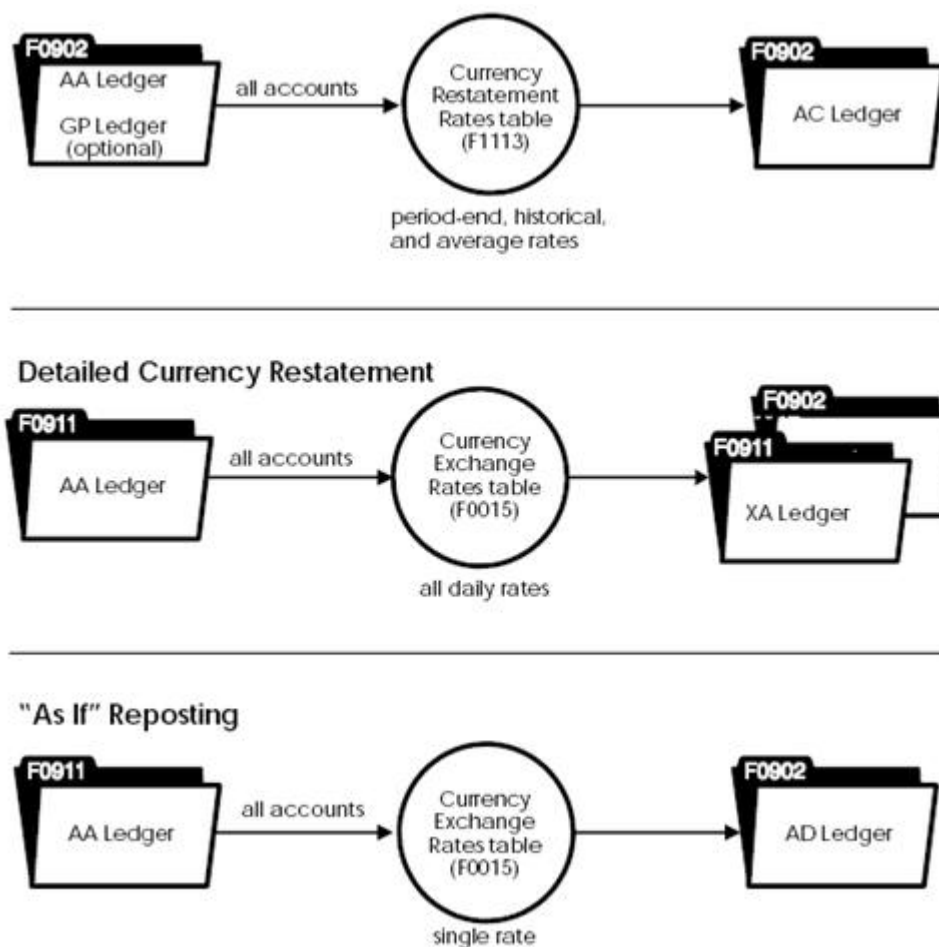 F0902
AA Ledger
GP Ledger
(optional)
all accounts
Currency
Restatement
Rates table
(F1113)
period-end, historical,
and average rates
F0902
AC Ledger
Detailed Currency Restatement
F0911
AA Ledger
all accounts
Currency
Exchange
Rates table
(F0015)
all daily rates
F0902
F0911
XA Ledger
"As If" Reposting
F0911
AA Ledger
all accounts
Currency
Exchange
Rates table
(F0015)
single rate
F0902
AD Ledger